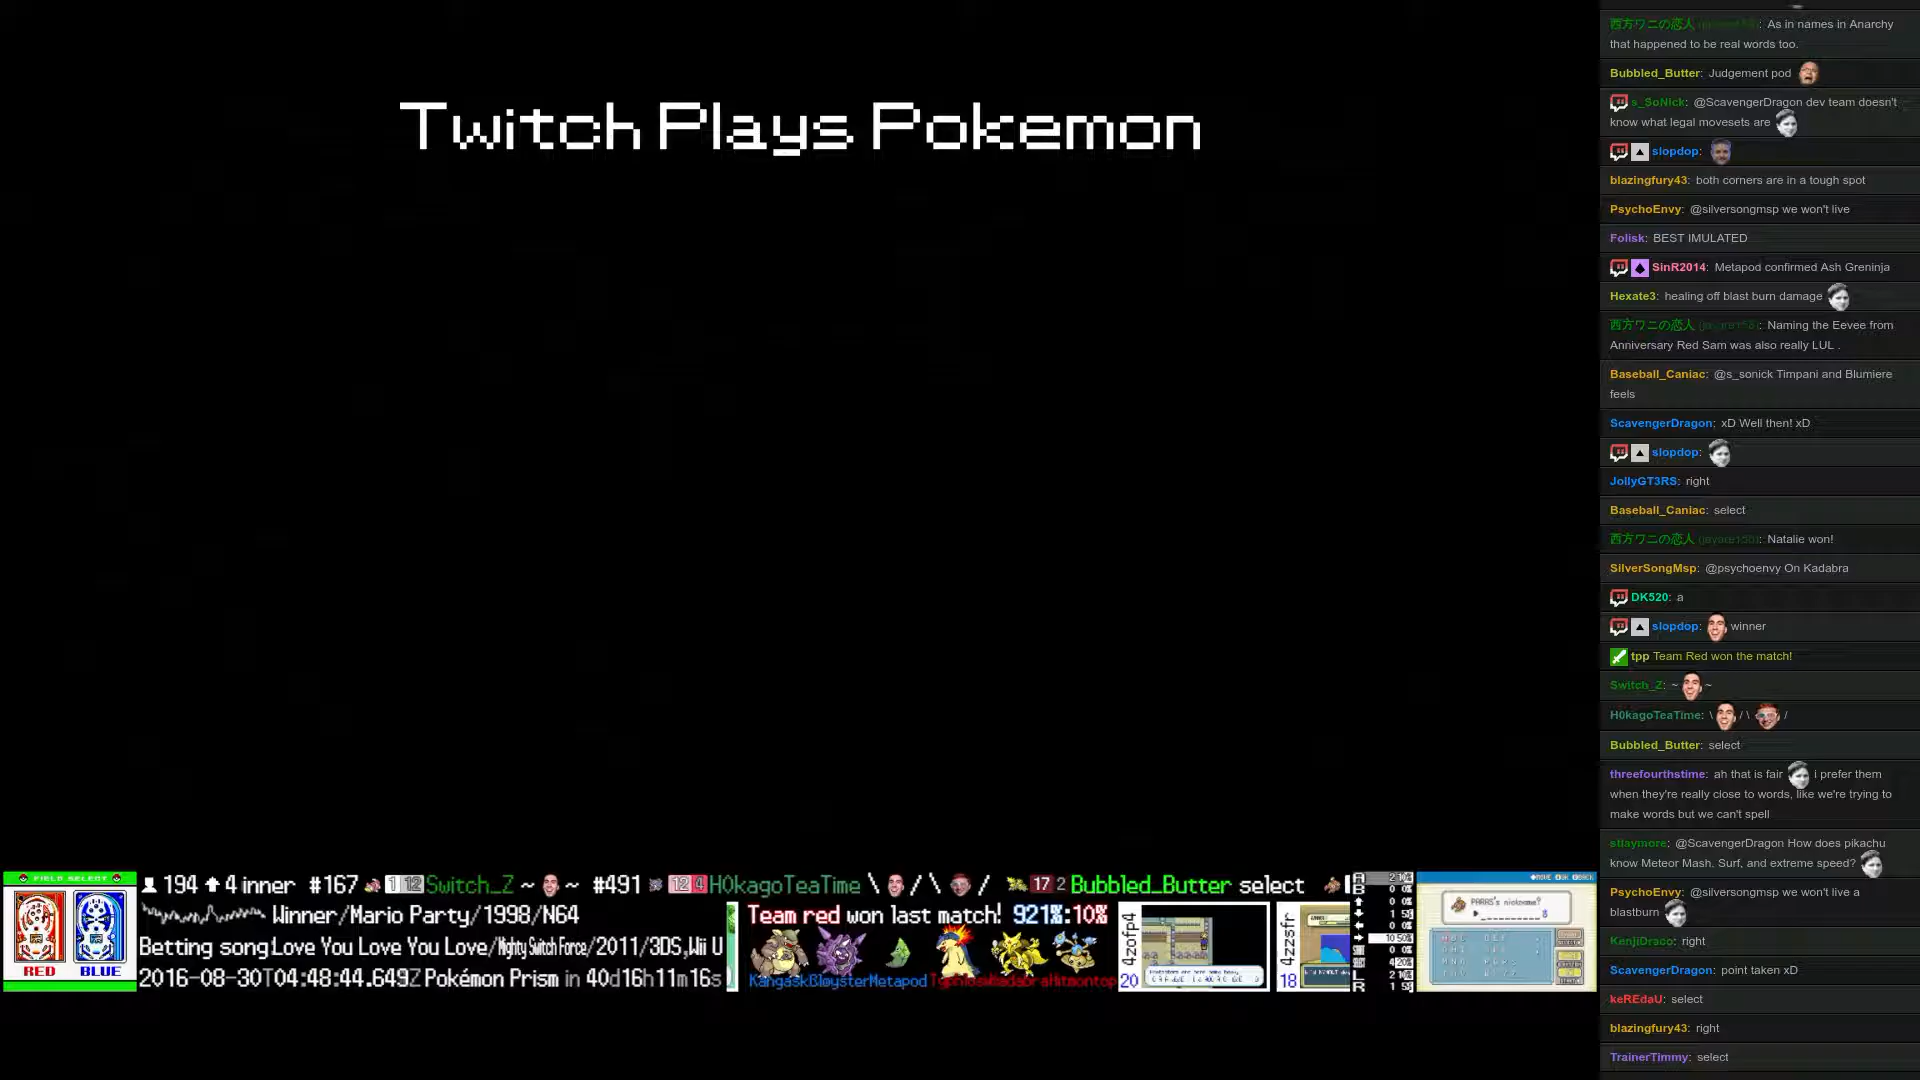 Twitch Plays Pokemon
西方ワニの恋人: As in names in Anarchy
that happened to be real words too.
Bubbled_Butter: Judgement pod
s_SoNick: @ScavengerDragon dev team doesn't
know what legal movesets are
slopdop:
blazingfury43: both corners are in a tough spot
PsychoEnvy: @silversongmsp we won't live
Folisk: BEST IMULATED
SinR2014: Metapod confirmed Ash Greninja
Hexate3: healing off blast burn damage
西方ワニの恋人: Naming the Eevee from
Anniversary Red Sam was also really LUL .
Baseball_Caniac: @s_sonick Timpani and Blumiere
feels
ScavengerDragon: xD Well then! xD
slopdop:
JollyGT3RS: right
Baseball_Caniac: select
西方ワニの恋人: Natalie won!
SilverSongMsp: @psychoenvy On Kadabra
DK520: a
slopdop: winner
tpp Team Red won the match!
Switch_Z: ~ ~
H0kagoTeaTime: \ / \ /
Bubbled_Butter: select
threefourthstime: ah that is fair i prefer them
when they're really close to words, like we're trying to
make words but we can't spell
stlaymore: @ScavengerDragon How does pikachu
know Meteor Mash, Surf, and extreme speed?
PsychoEnvy: @silversongmsp we won't live a
blastburn
KenjiDraco: right
ScavengerDragon: point taken xD
keREdaU: select
blazingfury43: right
TrainerTimmy: select
FIELD SELECT
RED BLUE
194 4 inner #167 1 12 Switch_Z ~ ~ #491 12 4 H0kagoTeaTime \ / \ / 17 2 Bubbled_Butter select
Winner/Mario Party/1998/N64
Betting song:Love You Love You Love/Mighty Switch Force/2011/3DS,Wii U
2016-08-30T04:48:44.649Z Pokémon Prism in 40d16h11m16s
Team red won last match! 921%:10%
4zzofp4
20
4zzsfr
18
PARAS's nickname?